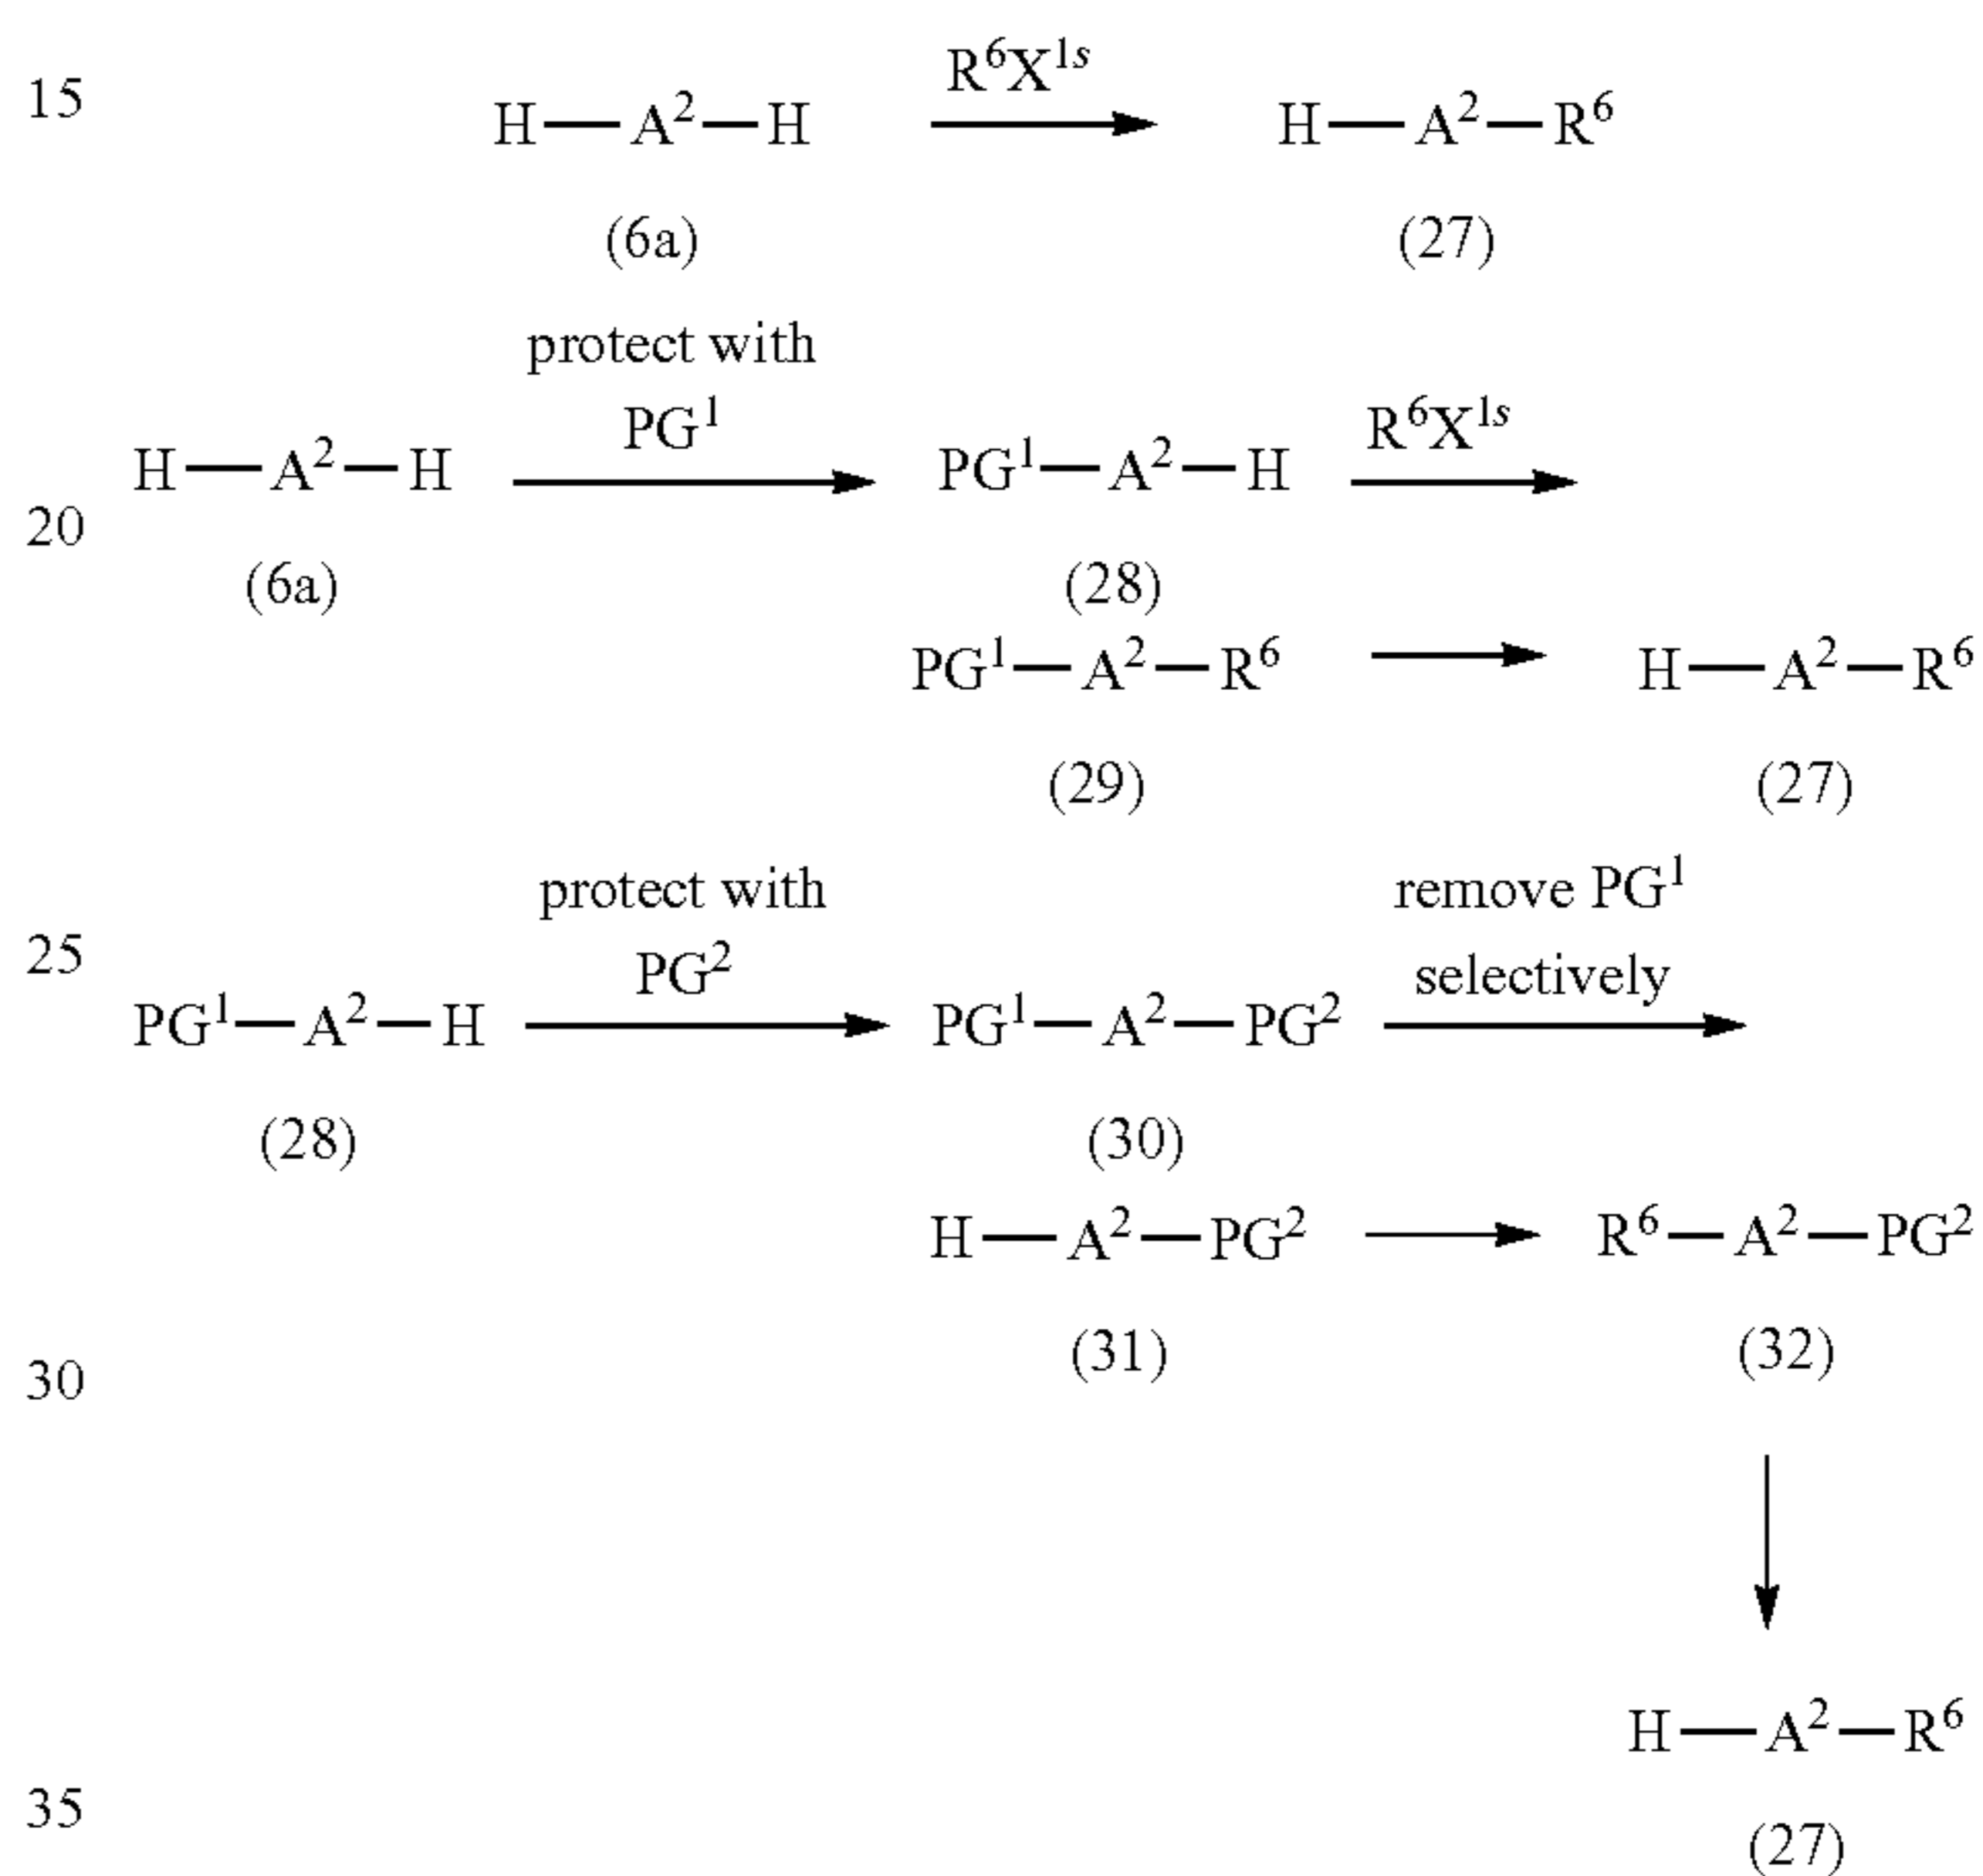 R⁶X¹ˢ
15 H—A²—H H—A²—R⁶
(6a) (27)
protect with
PG¹ R⁶X¹ˢ
H—A²—H PG¹—A²—H
20
(6a) (28)
PG¹—A²—R⁶ H—A²—R⁶
(29) (27)
protect with remove PG¹
25 PG² selectively
PG¹—A²—H PG¹—A²—PG²
(28) (30)
H—A²—PG² R⁶—A²—PG²
(31) (32)
30
H—A²—R⁶
35 (27)